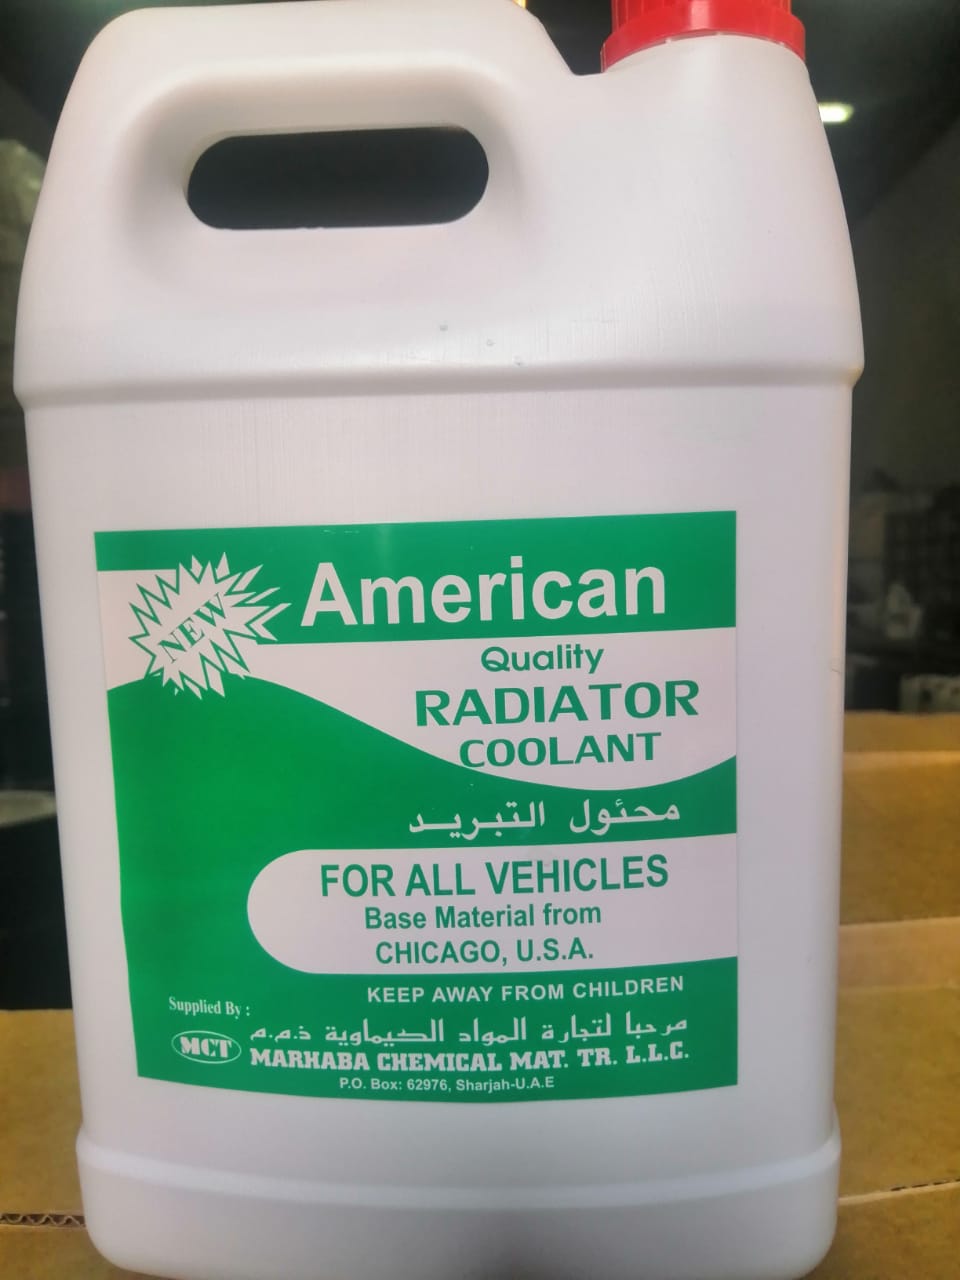 NEW
American
Quality
RADIATOR
COOLANT
محئول التبريد
FOR ALL VEHICLES
Base Material from
CHICAGO, U.S.A.
KEEP AWAY FROM CHILDREN
Supplied By :
مرحبا لتجارة المواد الكيماوية ذ.م.م
MCT
MARHABA CHEMICAL MAT. TR. L.L.C.
P.O. Box: 62976, Sharjah-U.A.E